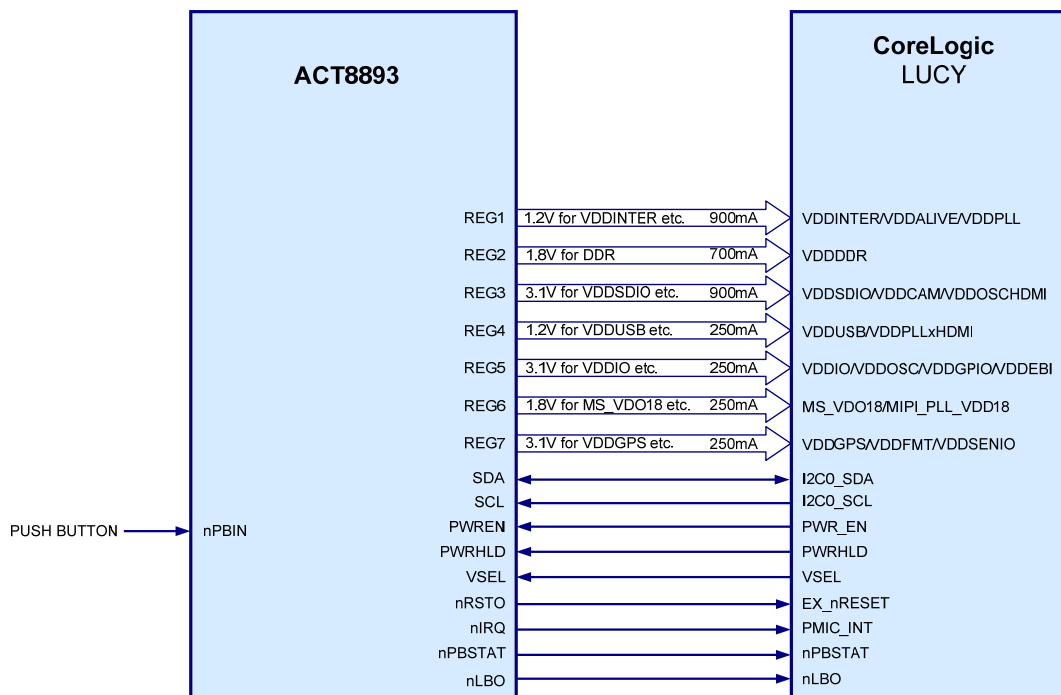 ACT8893
CoreLogic
LUCY
REG1 1.2V for VDDINTER etc. 900mA VDDINTER/VDDALIVE/VDDPLL
REG2 1.8V for DDR 700mA VDDDDR
REG3 3.1V for VDDSDIO etc. 900mA VDDSDIO/VDDCAM/VDDOSCHDMI
REG4 1.2V for VDDUSB etc. 250mA VDDUSB/VDDPLLxHDMI
REG5 3.1V for VDDIO etc. 250mA VDDIO/VDDOSC/VDDGPIO/VDDEBI
REG6 1.8V for MS_VDO18 etc. 250mA MS_VDO18/MIPI_PLL_VDD18
REG7 3.1V for VDDGPS etc. 250mA VDDGPS/VDDFMT/VDDSENIO
SDA I2C0_SDA
SCL I2C0_SCL
PUSH BUTTON nPBIN PWREN PWR_EN
PWRHLD PWRHLD
VSEL VSEL
nRSTO EX_nRESET
nIRQ PMIC_INT
nPBSTAT nPBSTAT
nLBO nLBO